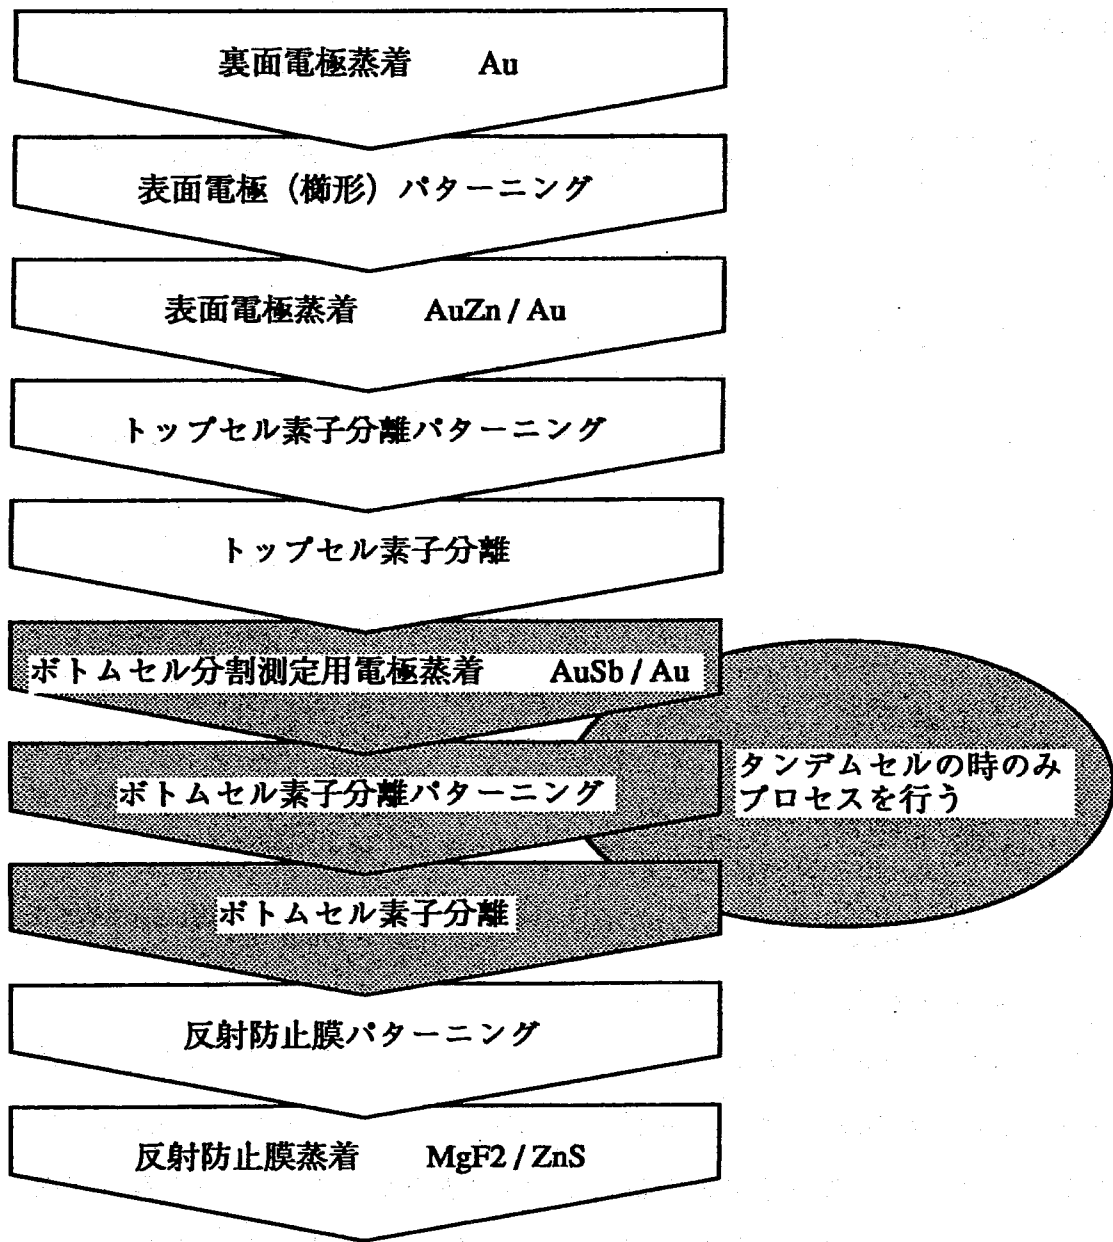 裏面電極蒸着 Au
表面電極（櫛形）パターニング
表面電極蒸着 AuZn / Au
トップセル素子分離パターニング
トップセル素子分離
ボトムセル分割測定用電極蒸着 AuSb / Au
ボトムセル素子分離パターニング
ボトムセル素子分離
タンデムセルの時のみ
プロセスを行う
反射防止膜パターニング
反射防止膜蒸着 MgF2 / ZnS